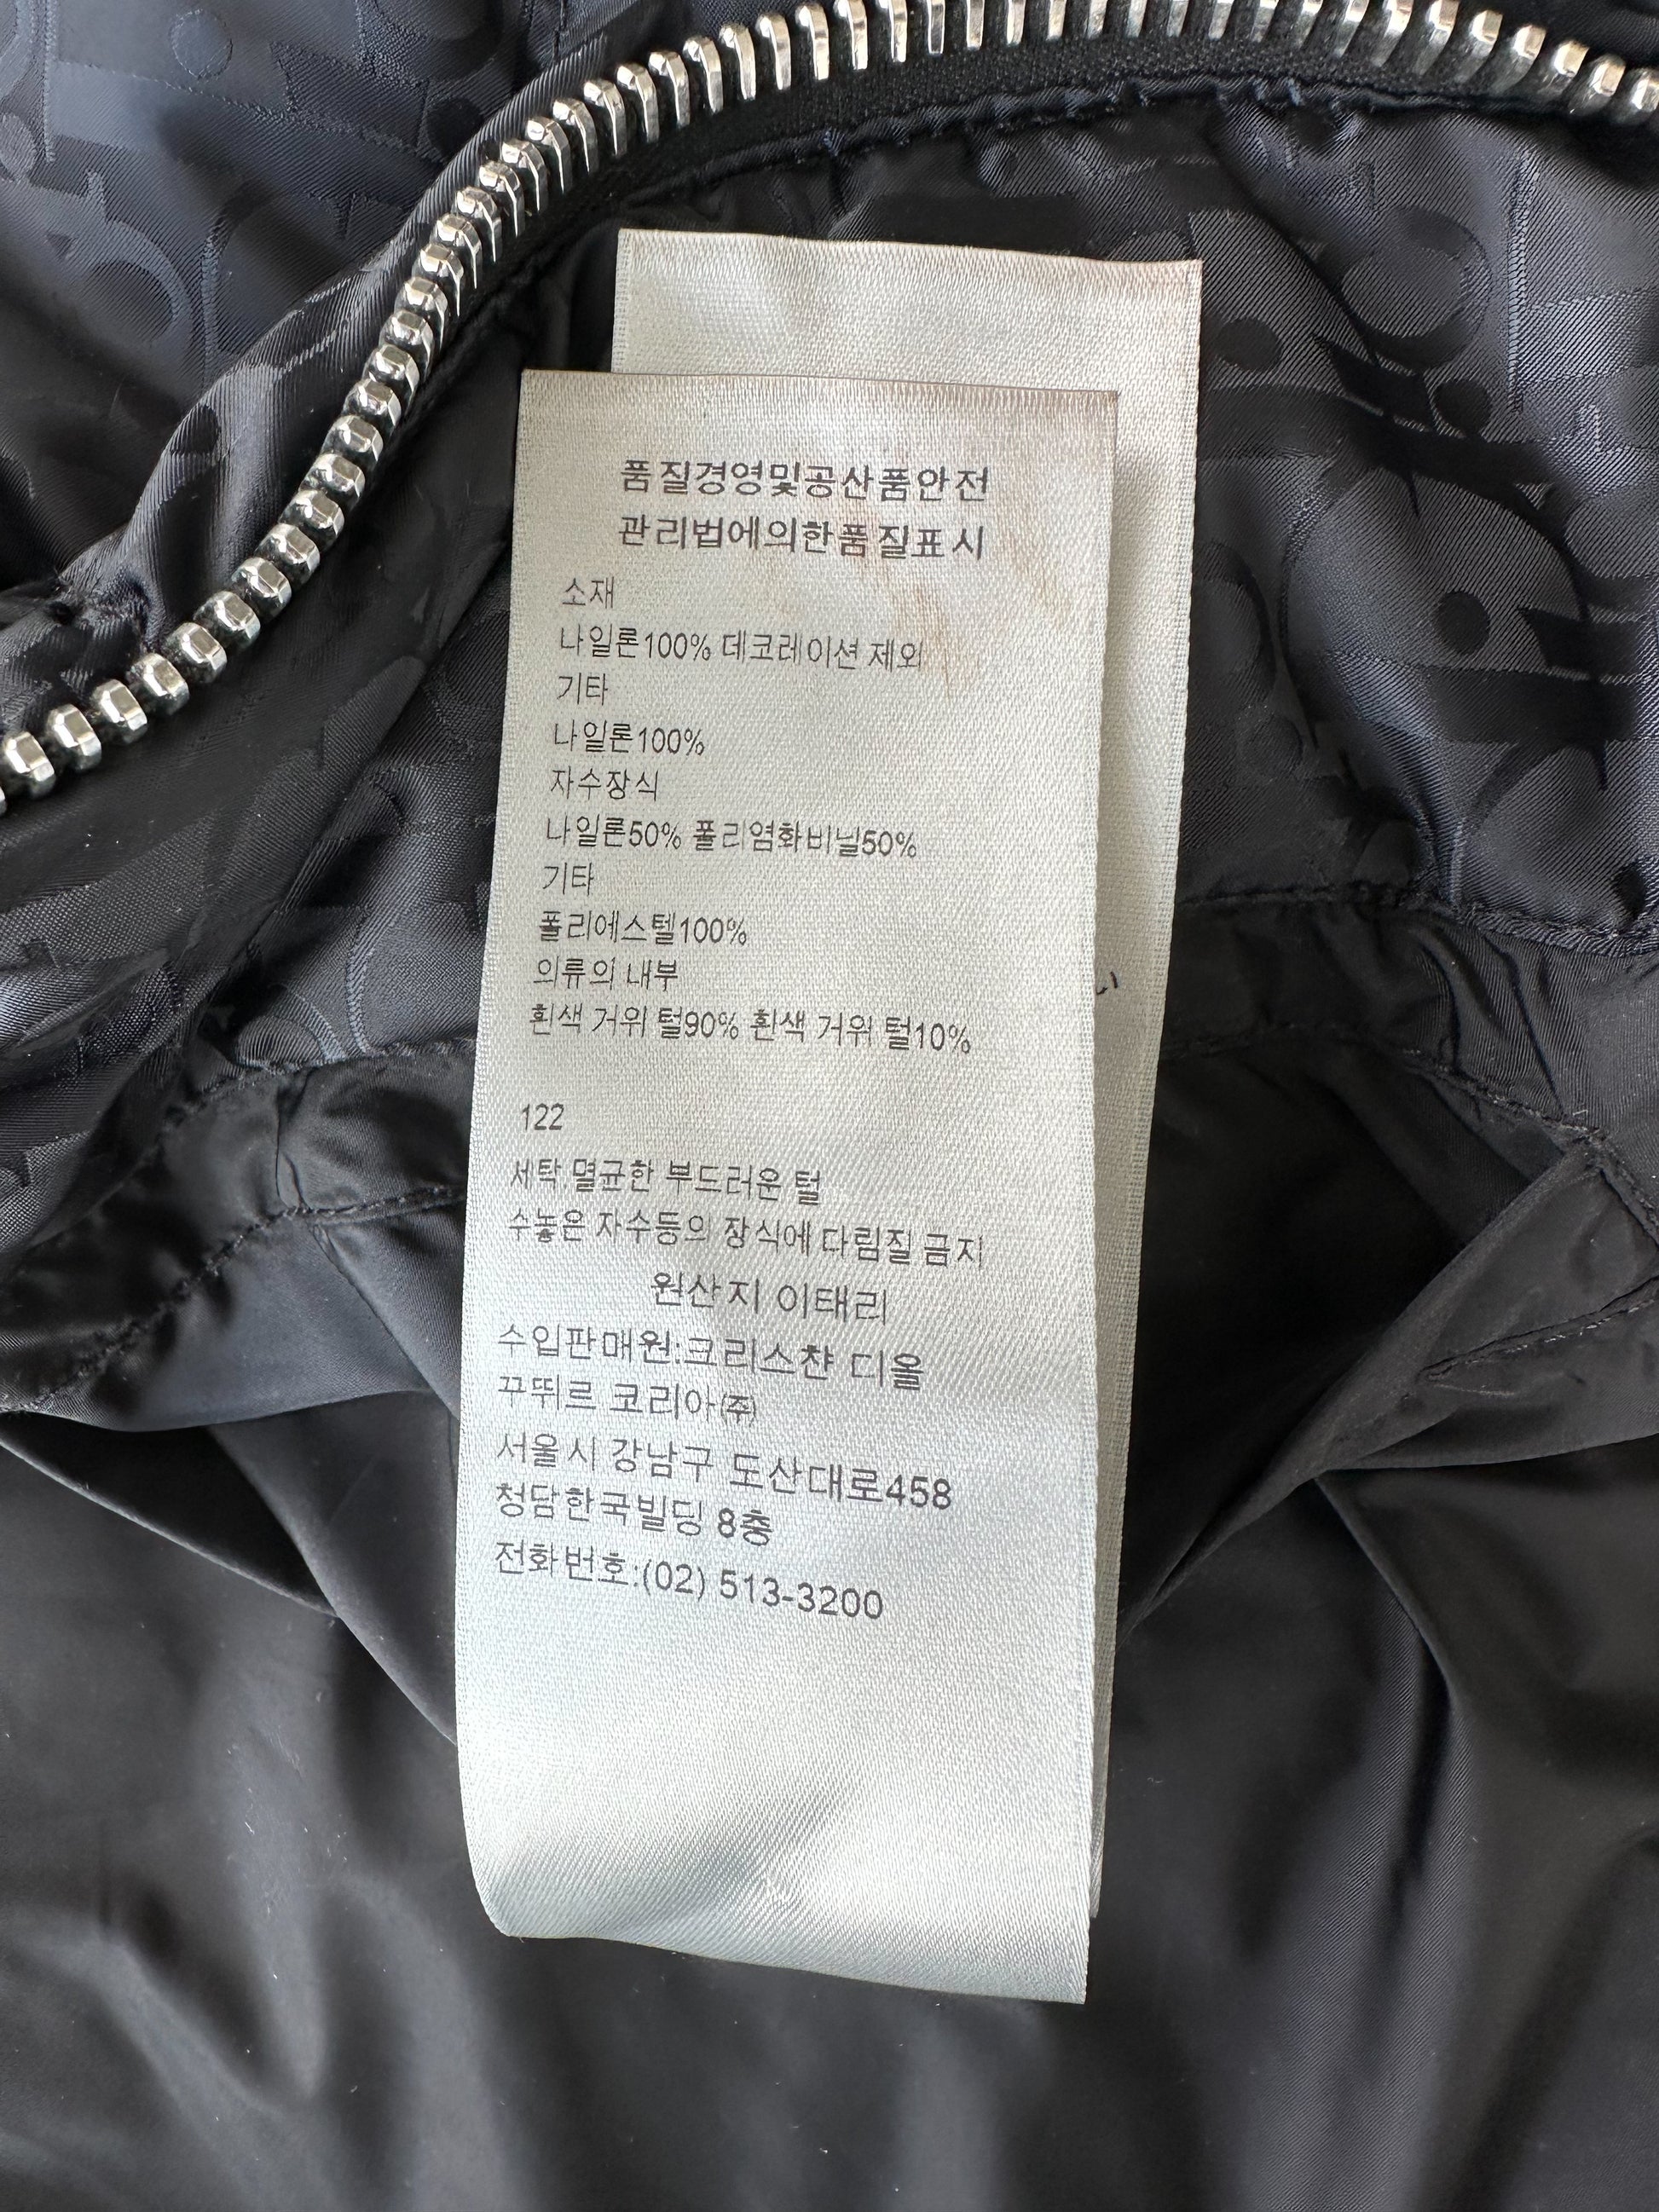 품질경영및공산품안전
관리법에의한품질표시
소재
나일론100% 데코레이션 제외
기타
나일론100%
자수장식
나일론50% 폴리염화비닐50%
기타
폴리에스텔100%
의류의 내부
흰색 거위 털90% 흰색 거위 털10%
122
세탁 멸균한 부드러운 털
수놓은 자수등의 장식에 다림질 금지
원산지 이태리
수입판매원:크리스챤 디올
꾸뛰르 코리아(주)
서울시 강남구 도산대로458
청담한국빌딩 8층
전화번호:(02) 513-3200